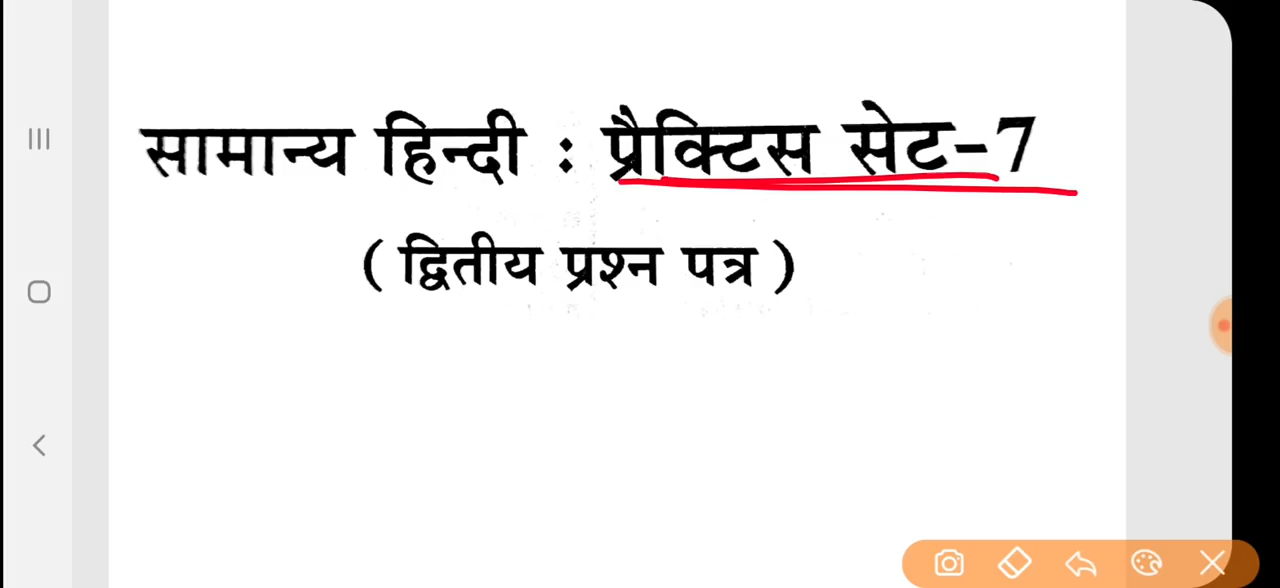 सामान्य हिन्दी : प्रैक्टिस सेट-7
( द्वितीय प्रश्न पत्र )